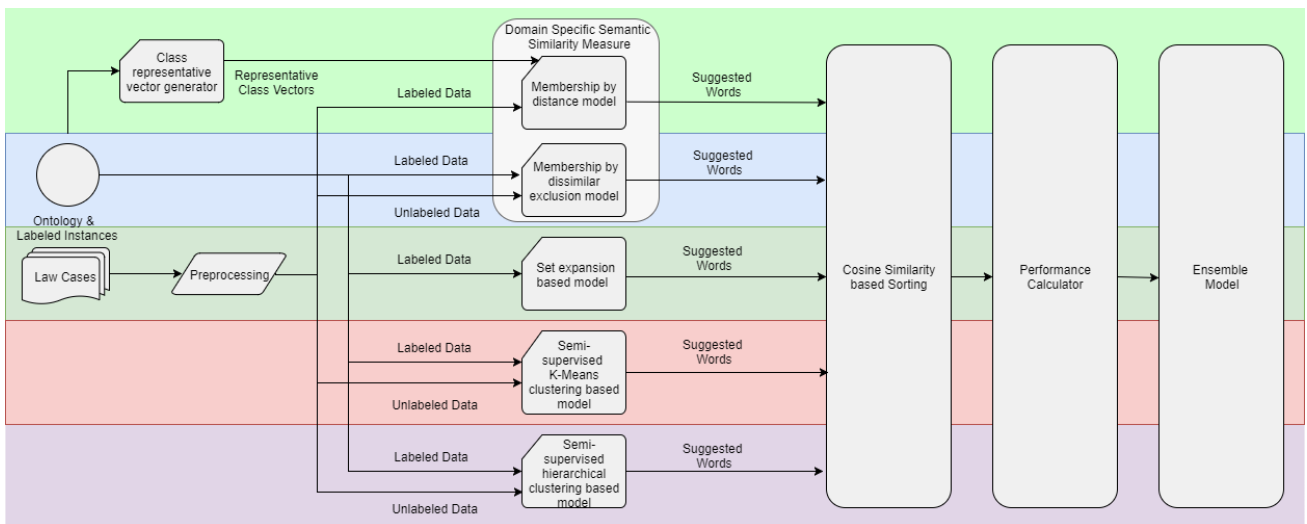 Domain Specific Semantic
Similarity Measure
Class
representative
vector generator
Representative
Class Vectors
Labeled Data
Membership by
distance model
Suggested
Words
Labeled Data
Membership by
dissimilar
exclusion model
Suggested
Words
Unlabeled Data
Ontology &
Labeled Instances
Law Cases
Preprocessing
Labeled Data
Set expansion
based model
Suggested
Words
Cosine Similarity
based Sorting
Performance
Calculator
Ensemble
Model
Labeled Data
Semi-
supervised
K-Means
clustering based
model
Suggested
Words
Unlabeled Data
Labeled Data
Semi-
supervised
hierarchical
clustering based
model
Suggested
Words
Unlabeled Data